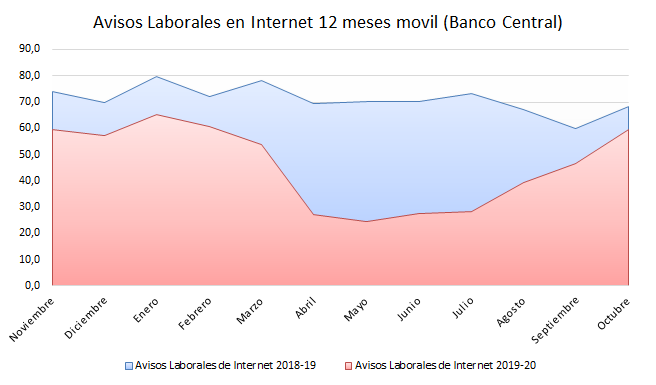 Avisos Laborales en Internet 12 meses movil (Banco Central)
90,0
80,0
70,0
60,0
50,0
40,0
30,0
20,0
10,0
0,0
Noviembre
Diciembre
Enero
Febrero
Marzo
Abril
Mayo
Junio
Julio
Agosto
Septiembre
Octubre
Avisos Laborales de Internet 2018-19
Avisos Laborales de Internet 2019-20